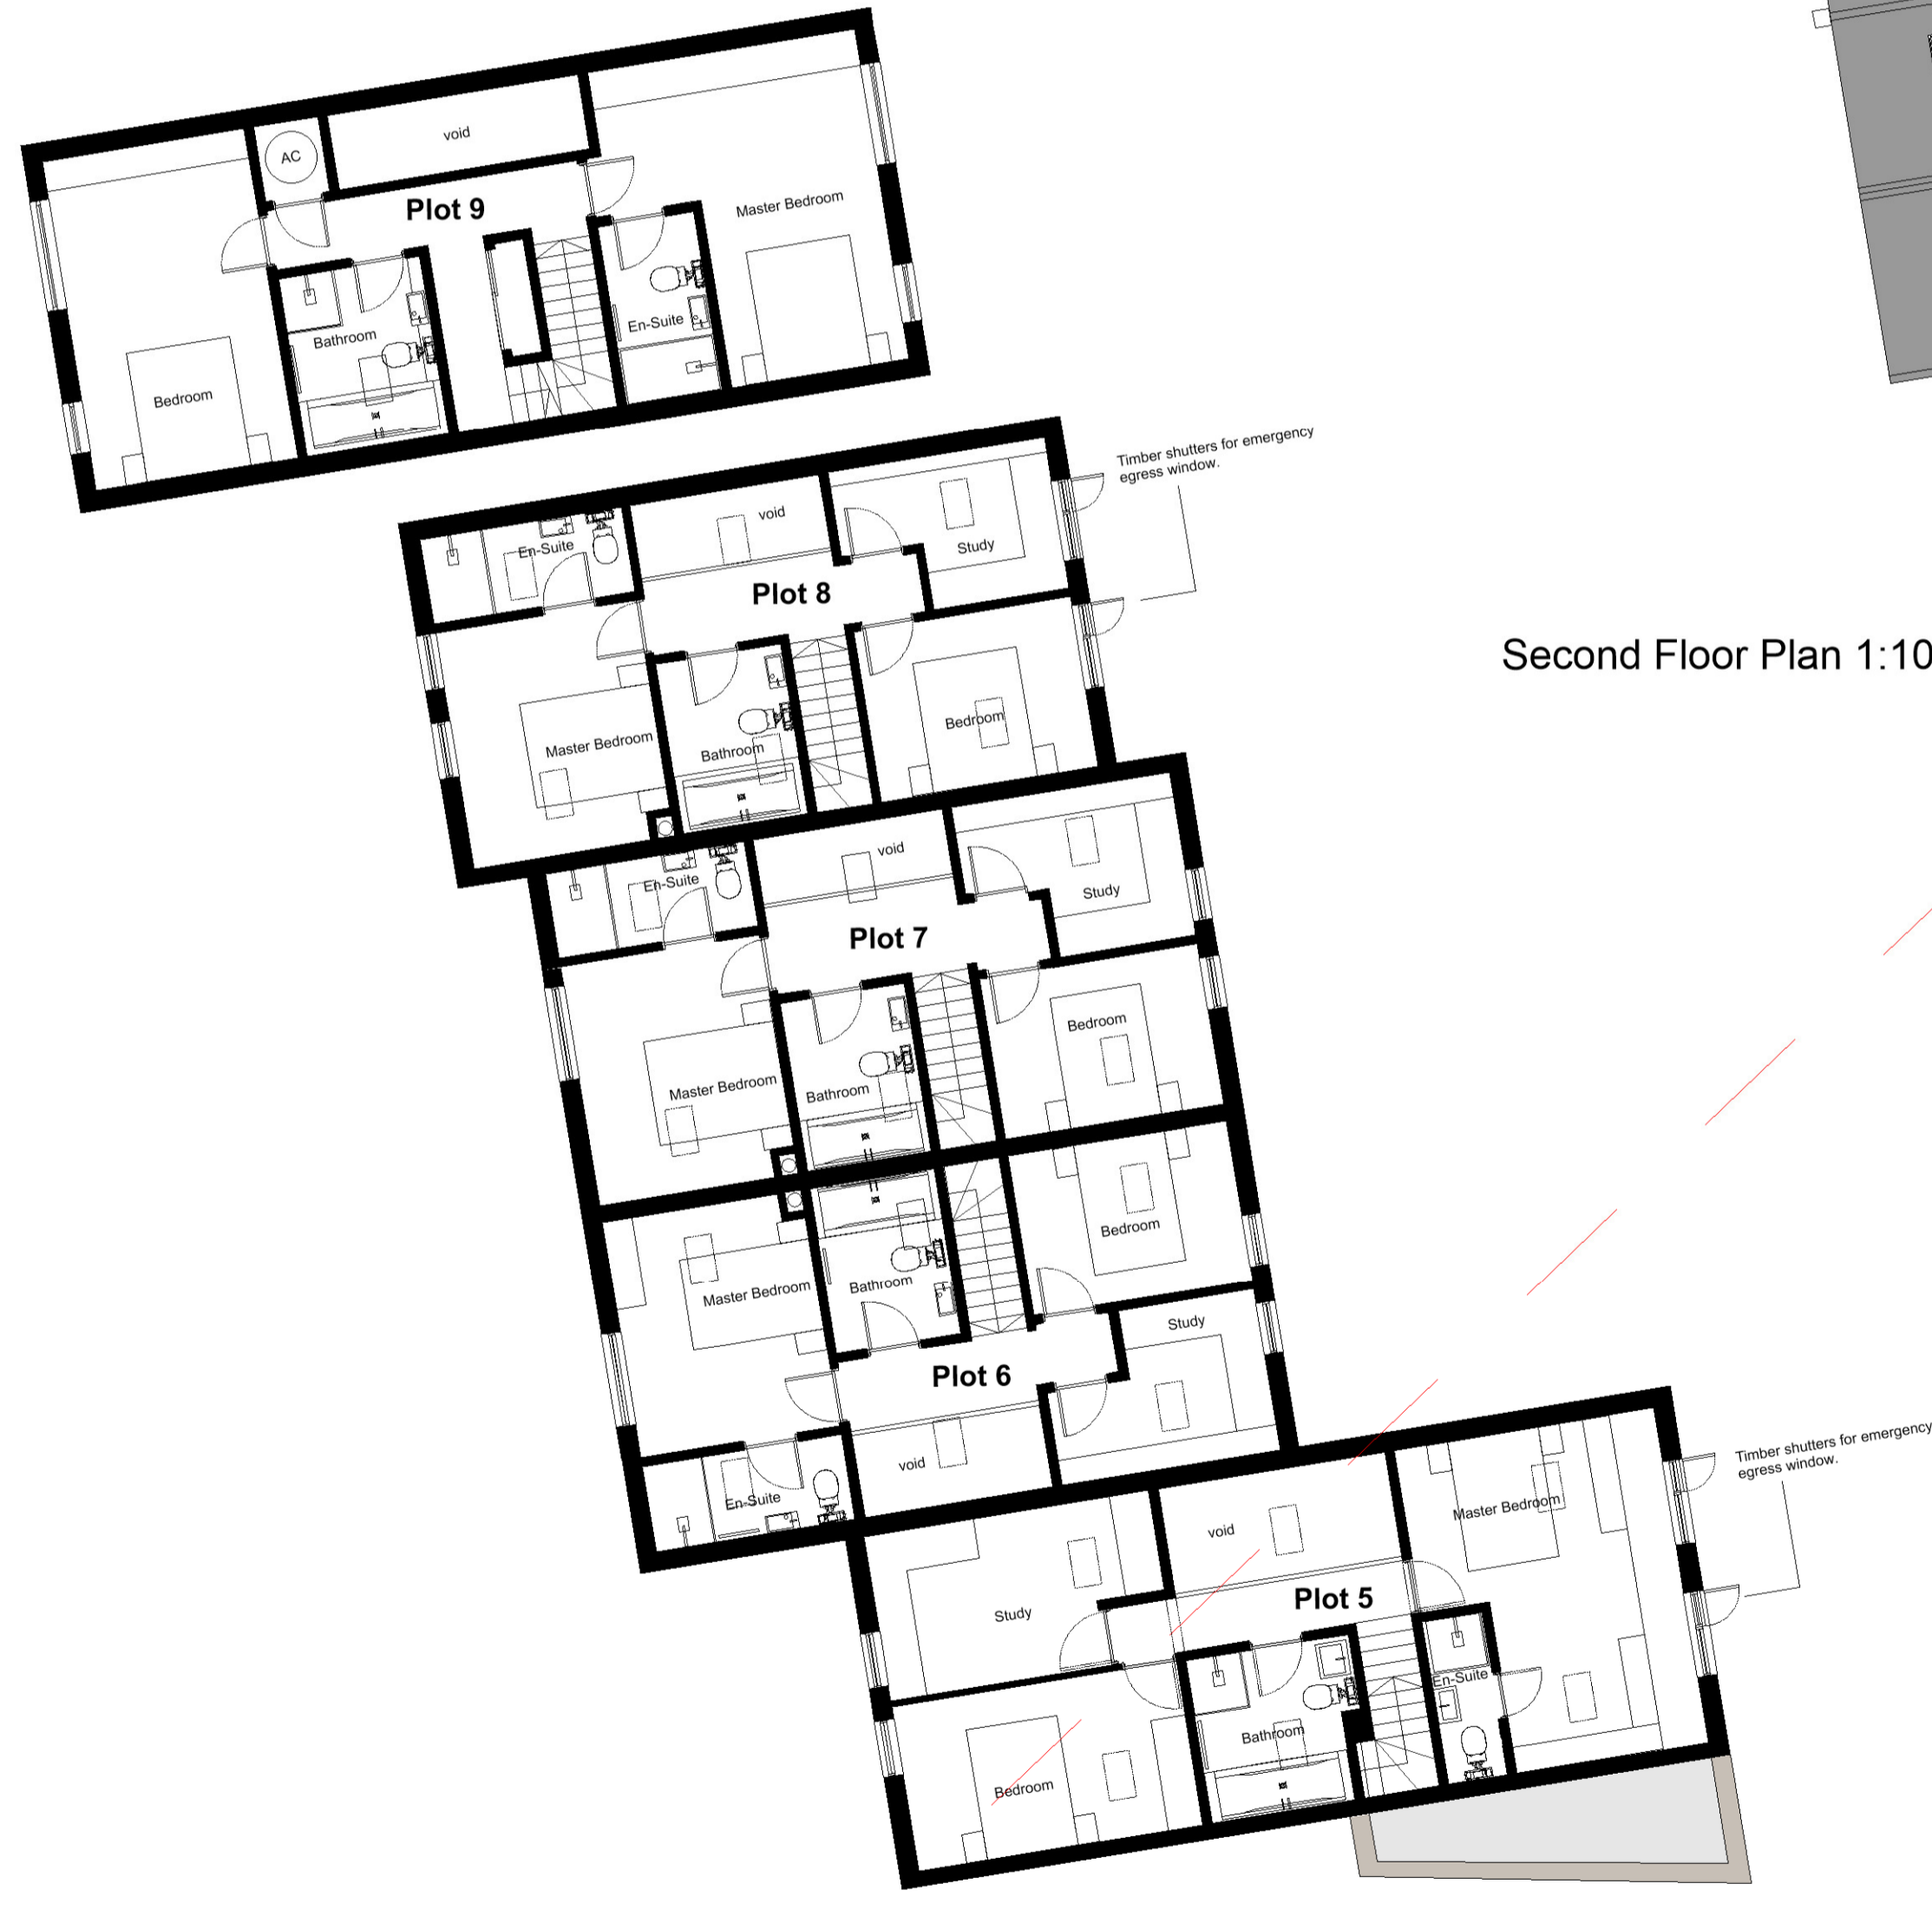 void
AC
Plot 9
Master Bedroom
En-Suite
Bathroom
Bedroom
Timber shutters for emergency
egress window.
void
En-Suite
Study
Plot 8
Second Floor Plan 1:10
Master Bedroom
Bathroom
Bedroom
void
En-Suite
Study
Plot 7
Bedroom
Master Bedroom
Bathroom
Bedroom
Master Bedroom
Bathroom
Study
Plot 6
void
En-Suite
Timber shutters for emergency
egress window.
Master Bedroom
void
Study
Plot 5
En-Suite
Bathroom
Bedroom